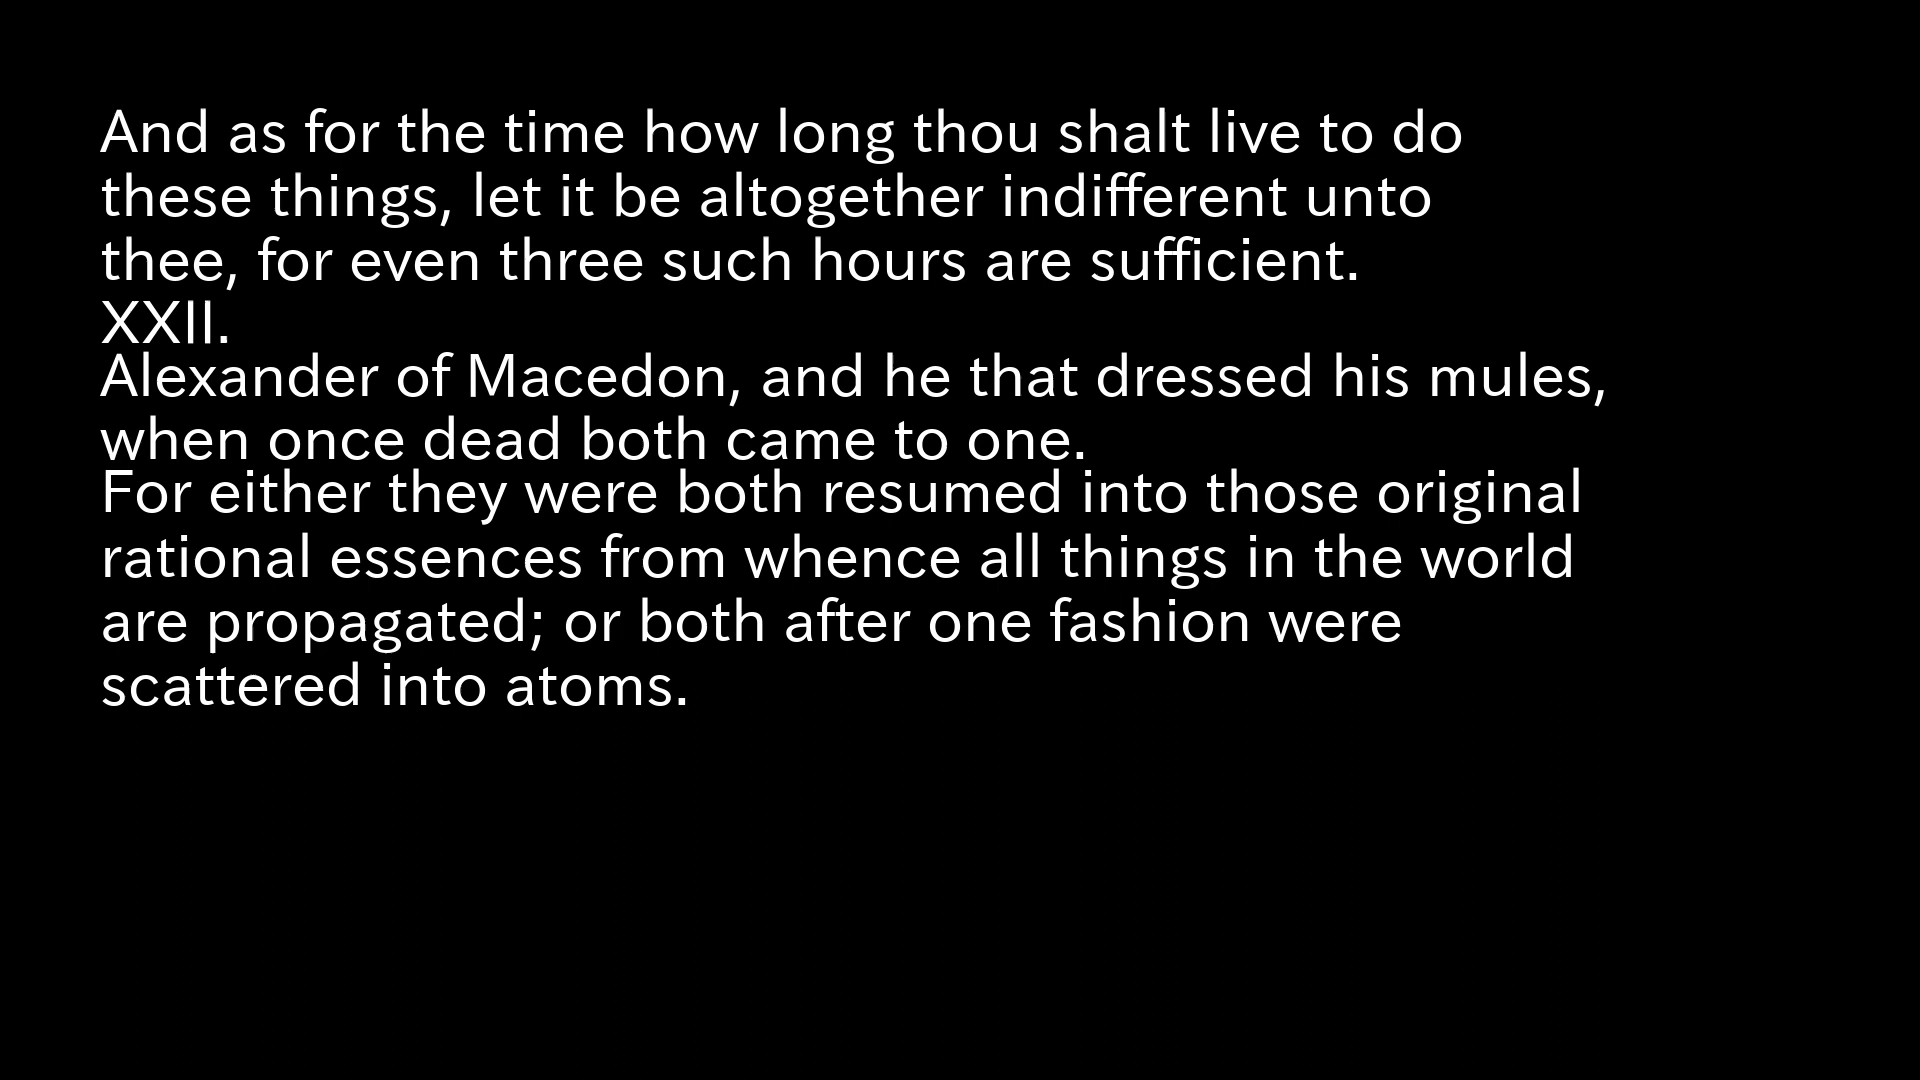 And as for the time how long thou shalt live to do
these things, let it be altogether indifferent unto
thee, for even three such hours are sufficient.
XXII.
Alexander of Macedon, and he that dressed his mules,
when once dead both came to one.
For either they were both resumed into those original
rational essences from whence all things in the world
are propagated; or both after one fashion were
scattered into atoms.